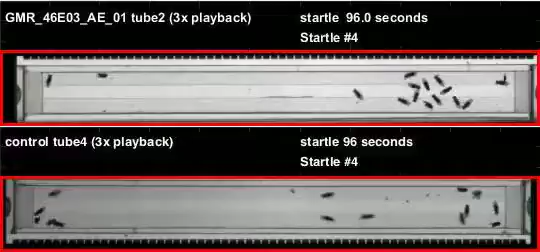 GMR_46E03_AE_01 tube2 (3x playback)
startle  96.0 seconds
Startle #4
control tube4 (3x playback)
startle 96 seconds
Startle #4